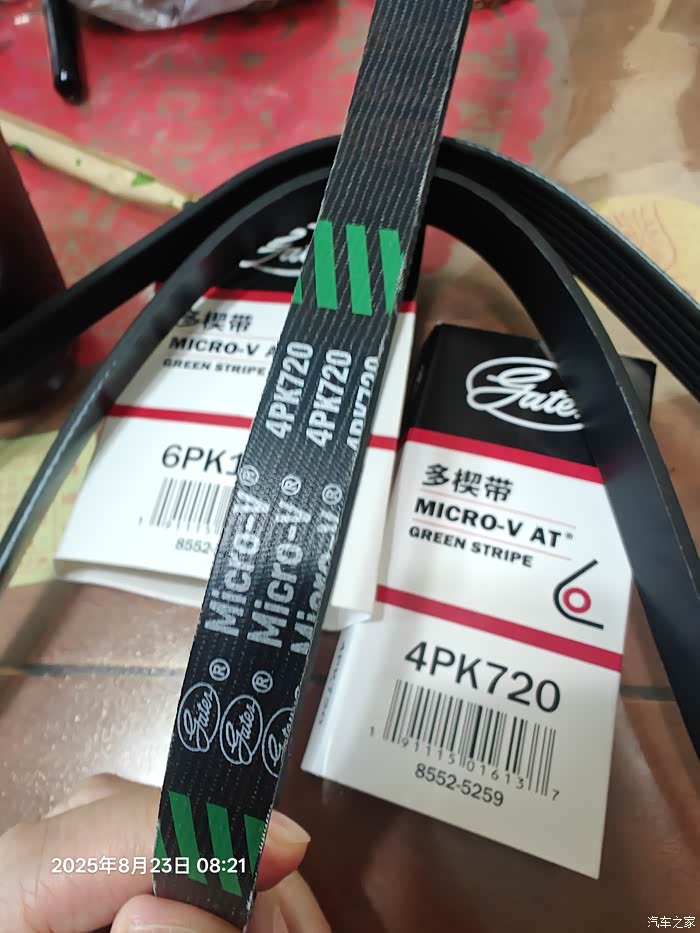 4PK720
4PK720
4PK720
Micro-V®
Micro-V®
Micro-V®
Gates®
Gates®
Gates
多楔带
MICRO-V A
GREEN STRIPE
6PK1
8552-
Gates
多楔带
MICRO-V AT®
GREEN STRIPE
4PK720
1 91115 01613 7
8552-5259
2025年8月23日 08:21
汽车之家